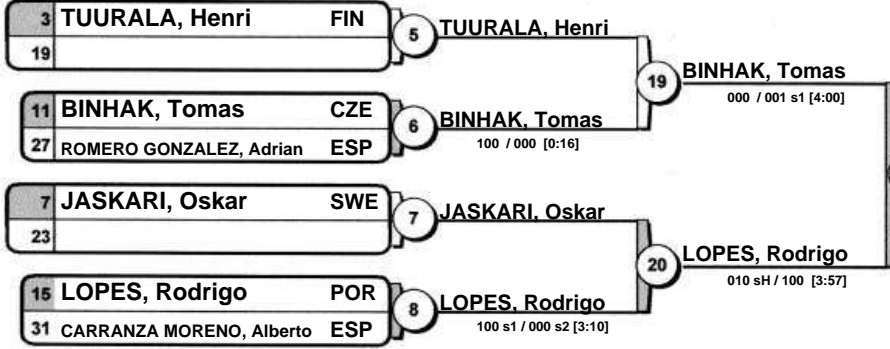 3 TUURALA, Henri FIN
19
5 TUURALA, Henri
11 BINHAK, Tomas CZE
27 ROMERO GONZALEZ, Adrian ESP
6 BINHAK, Tomas
100 / 000 [0:16]
19 BINHAK, Tomas
000 / 001 s1 [4:00]
7 JASKARI, Oskar SWE
23
7 JASKARI, Oskar
15 LOPES, Rodrigo POR
31 CARRANZA MORENO, Alberto ESP
8 LOPES, Rodrigo
100 s1 / 000 s2 [3:10]
20 LOPES, Rodrigo
010 sH / 100 [3:57]